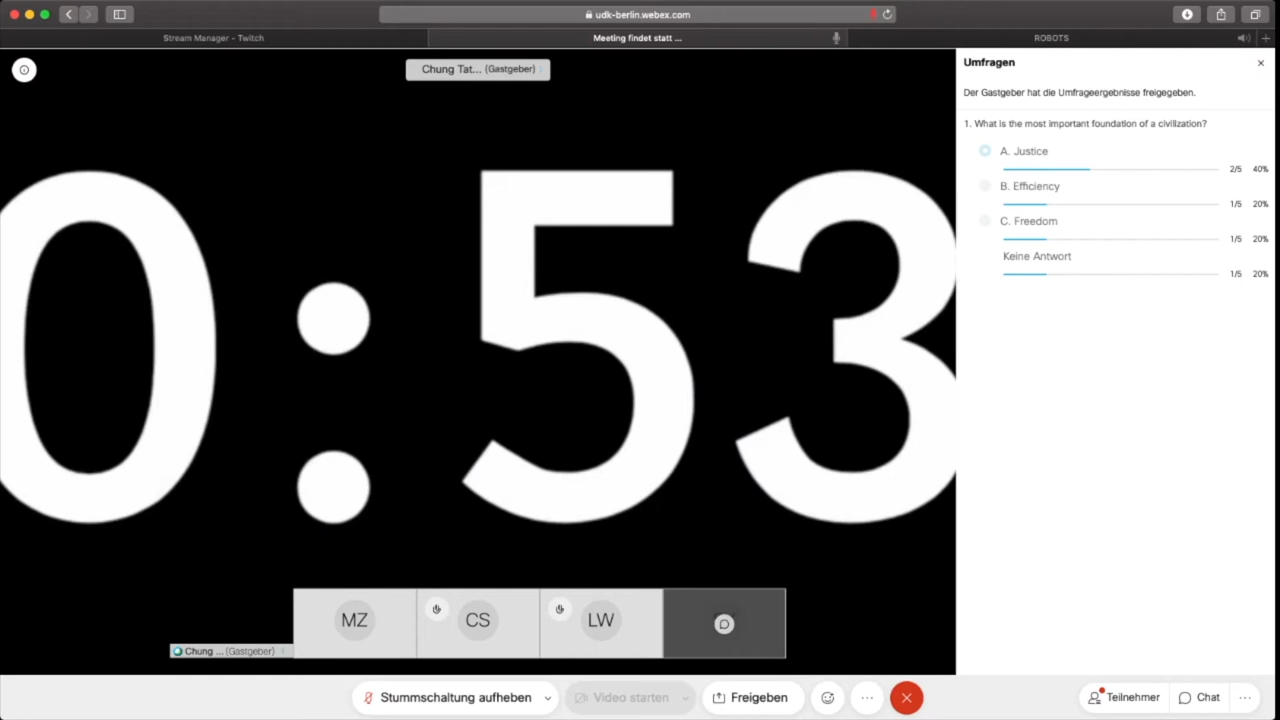 udk-berlin.webex.com
Stream Manager - Twitch
Meeting findet statt ...
ROBOTS
Chung Tat... (Gastgeber)
0:53
MZ
CS
LW
Chung ... (Gastgeber)
Umfragen
Der Gastgeber hat die Umfrageergebnisse freigegeben.
1. What is the most important foundation of a civilization?
A. Justice
2/5 40%
B. Efficiency
1/5 20%
C. Freedom
1/5 20%
Keine Antwort
1/5 20%
Stummschaltung aufheben
Video starten
Freigeben
Teilnehmer
Chat